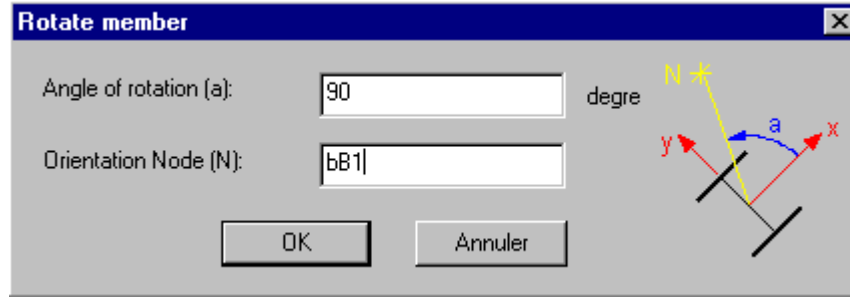 Rotate member
Angle of rotation (a): 90 degre
Orientation Node (N): bB1
OK Annuler
N
a
x
y